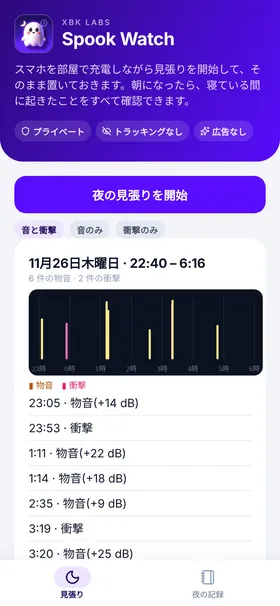 XBK LABS
Spook Watch
スマホを部屋で充電しながら見張りを開始して、そ
のまま置いておきます。朝になったら、寝ている間
に起きたことをすべて確認できます。
プライベート
トラッキングなし
広告なし
夜の見張りを開始
音と衝撃
音のみ
衝撃のみ
11月26日木曜日 · 22:40 – 6:16
6 件の物音 · 2 件の衝撃
23時 0時 1時 2時 3時 4時 5時 6時
物音 衝撃
23:05 · 物音(+14 dB)
23:53 · 衝撃
1:11 · 物音(+22 dB)
1:14 · 物音(+18 dB)
2:35 · 物音(+9 dB)
3:19 · 衝撃
3:20 · 物音(+25 dB)
見張り
夜の記録